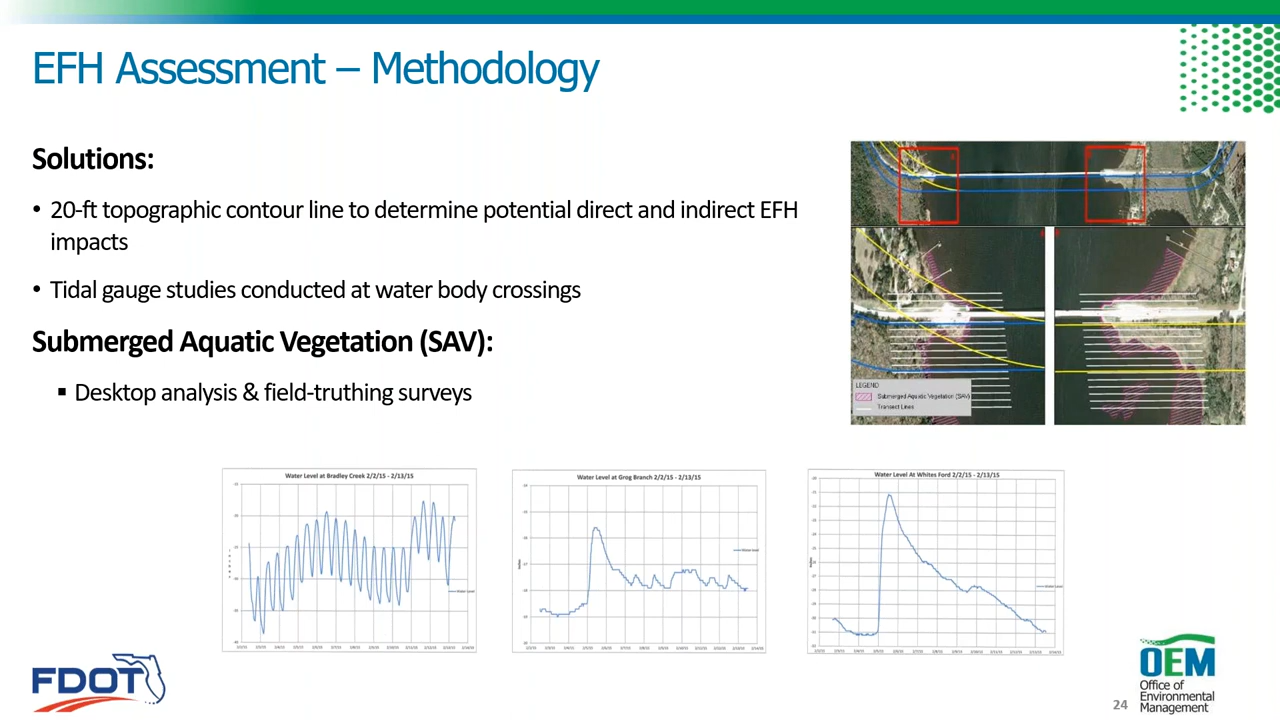 EFH Assessment – Methodology
Solutions:
• 20-ft topographic contour line to determine potential direct and indirect EFH
impacts
• Tidal gauge studies conducted at water body crossings
Submerged Aquatic Vegetation (SAV):
▪ Desktop analysis & field-truthing surveys
LEGEND
Submerged Aquatic Vegetation (SAV)
Transect Lines
Water Level at Bradley Creek 2/2/15 - 2/13/15
Water Level at Grog Branch 2/2/15 - 2/13/15
Water Level At Whites Ford 2/2/15 - 2/13/15
FDOT
24
OEM
Office of
Environmental
Management